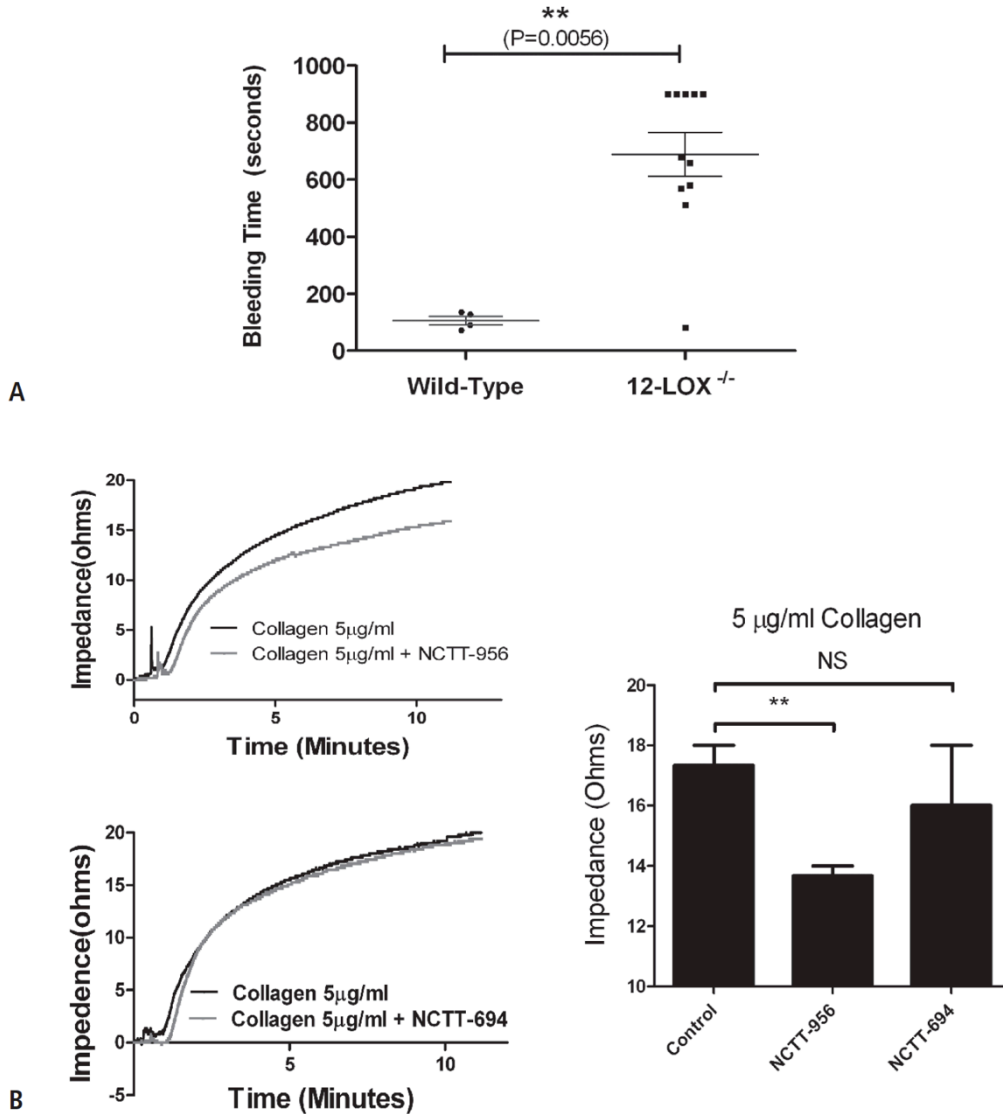 **
(P=0.0056)
1000
800
600
400
200
0
Bleeding Time (seconds)
Wild-Type
12-LOX -/-
A
20
15
10
5
0
Impedance(ohms)
Collagen 5µg/ml
Collagen 5µg/ml + NCTT-956
0
5
10
Time (Minutes)
20
15
10
5
0
-5
Impedence(ohms)
Collagen 5µg/ml
Collagen 5µg/ml + NCTT-694
5
10
Time (Minutes)
5 µg/ml Collagen
NS
**
20
18
16
14
12
10
Impedance (Ohms)
Control
NCTT-956
NCTT-694
B